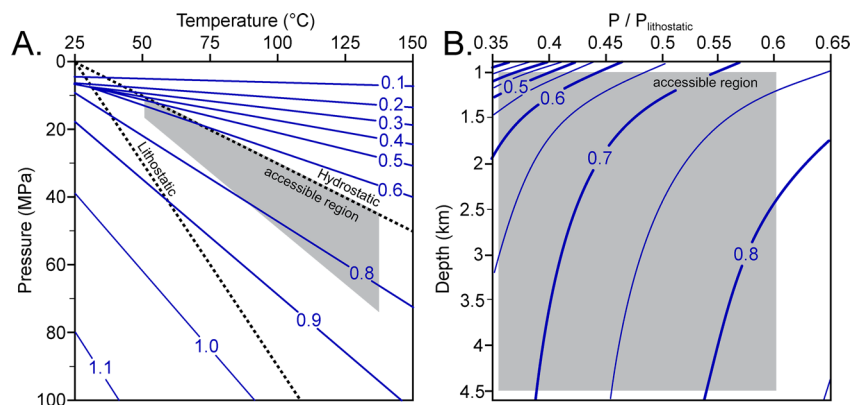 A.
Temperature (°C)
25 50 75 100 125 150
Pressure (MPa)
0
20
40
60
80
100
Lithostatic
Hydrostatic
accessible region
0.1
0.2
0.3
0.4
0.5
0.6
0.8
0.9
1.0
1.1
B.
P / Plithostatic
0.35 0.4 0.45 0.5 0.55 0.6 0.65
Depth (km)
1
1.5
2
2.5
3
3.5
4
4.5
accessible region
0.5
0.6
0.7
0.8